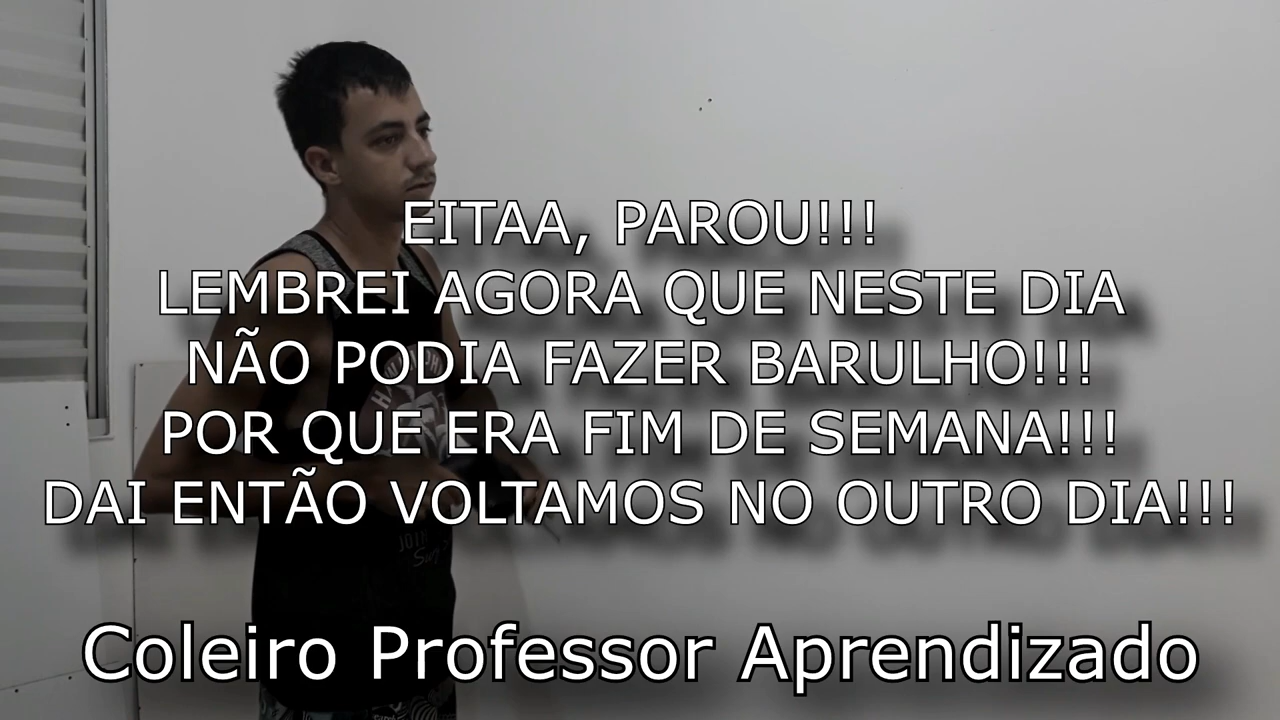 EITAA, PAROU!!!
LEMBREI AGORA QUE NESTE DIA
NÃO PODIA FAZER BARULHO!!!
POR QUE ERA FIM DE SEMANA!!!
DAI ENTÃO VOLTAMOS NO OUTRO DIA!!!
Coleiro Professor Aprendizado